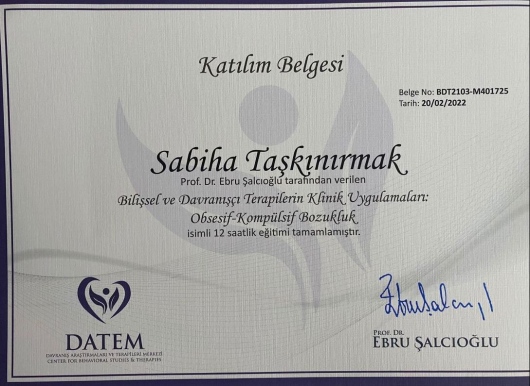 Katılım Belgesi
Belge No: BDT2103-M401725
Tarih: 20/02/2022
Sabiha Taşkınırmak
Prof. Dr. Ebru Şalcıoğlu tarafından verilen
Bilişsel ve Davranışçı Terapilerin Klinik Uygulamaları:
Obsesif-Kompülsif Bozukluk
isimli 12 saatlik eğitimi tamamlamıştır.
DATEM
DAVRANIŞ ARAŞTIRMALARI VE TERAPİLERİ MERKEZİ
CENTER FOR BEHAVIORAL STUDIES & THERAPIES
EbruŞalcı
PROF. DR.
EBRU ŞALCIOĞLU